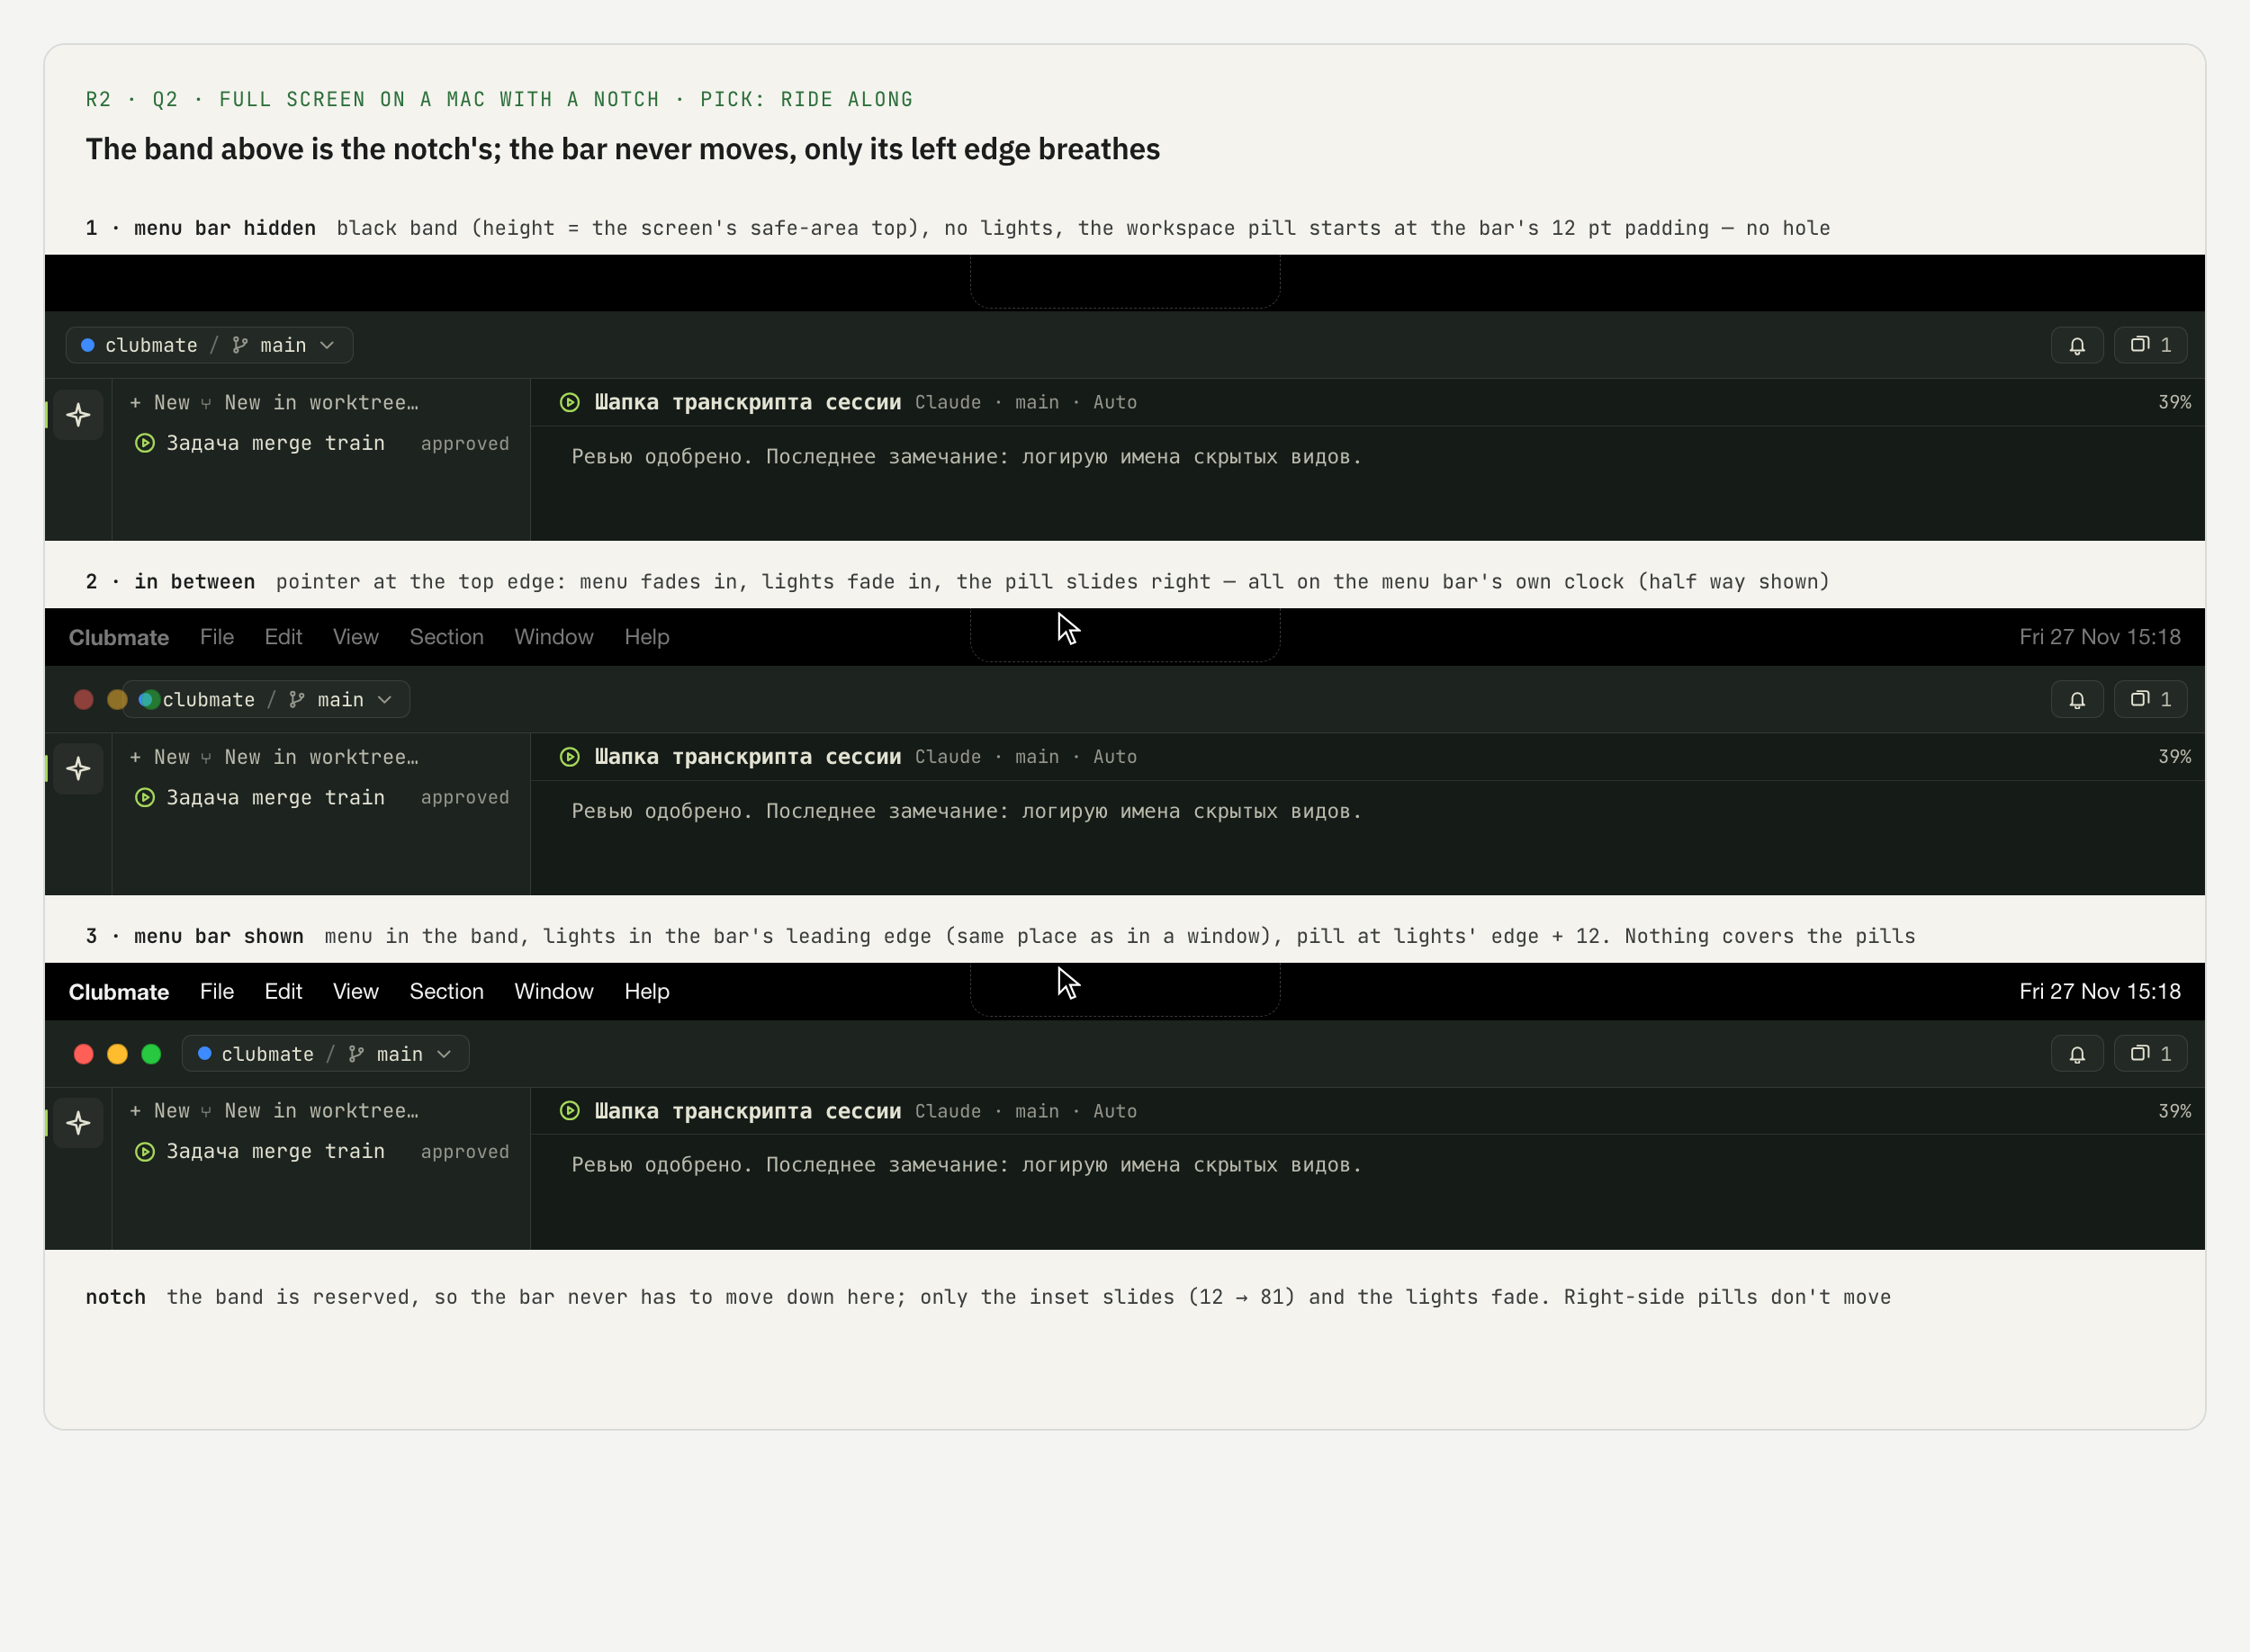 R2 · Q2 · FULL SCREEN ON A MAC WITH A NOTCH · PICK: RIDE ALONG
The band above is the notch's; the bar never moves, only its left edge breathes
1 · menu bar hidden black band (height = the screen's safe-area top), no lights, the workspace pill starts at the bar's 12 pt padding — no hole
clubmate / main 1
+ New New in worktree… Шапка транскрипта сессии Claude · main · Auto 39%
Задача merge train approved
Ревью одобрено. Последнее замечание: логирую имена скрытых видов.
2 · in between pointer at the top edge: menu fades in, lights fade in, the pill slides right — all on the menu bar's own clock (half way shown)
Clubmate File Edit View Section Window Help Fri 27 Nov 15:18
clubmate / main 1
+ New New in worktree… Шапка транскрипта сессии Claude · main · Auto 39%
Задача merge train approved
Ревью одобрено. Последнее замечание: логирую имена скрытых видов.
3 · menu bar shown menu in the band, lights in the bar's leading edge (same place as in a window), pill at lights' edge + 12. Nothing covers the pills
Clubmate File Edit View Section Window Help Fri 27 Nov 15:18
clubmate / main 1
+ New New in worktree… Шапка транскрипта сессии Claude · main · Auto 39%
Задача merge train approved
Ревью одобрено. Последнее замечание: логирую имена скрытых видов.
notch the band is reserved, so the bar never has to move down here; only the inset slides (12 → 81) and the lights fade. Right-side pills don't move